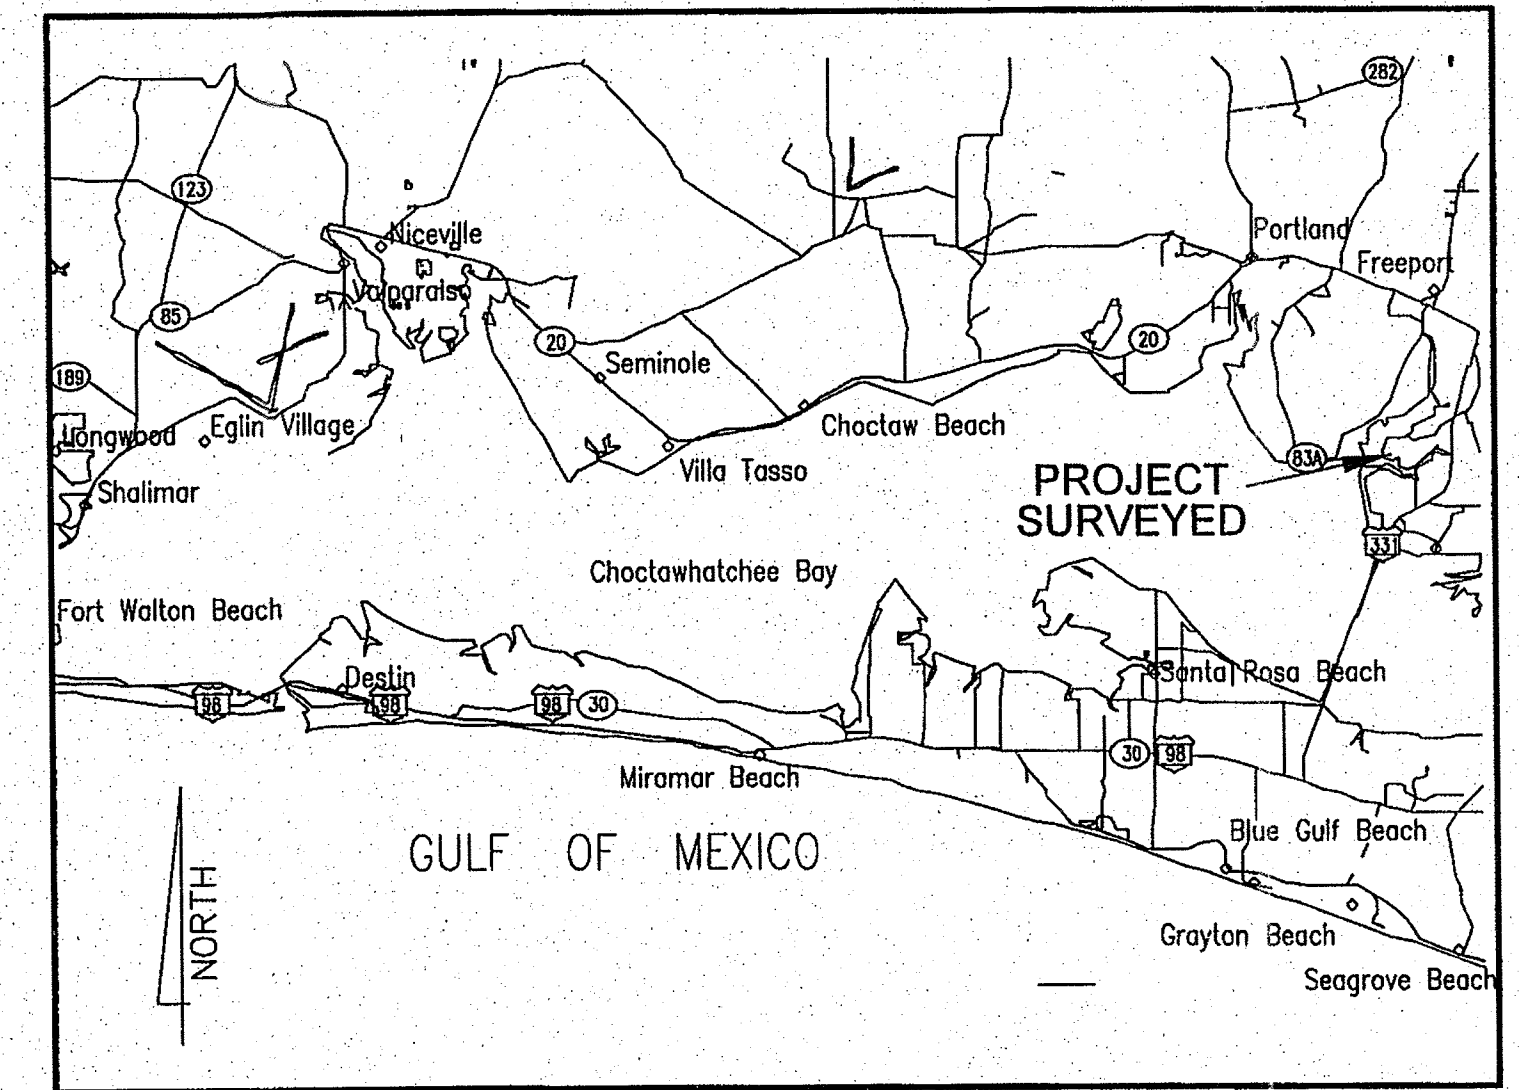 282
123
Niceville
Portland
Freeport
Valparaiso
85
20
20
Seminole
189
Eglin Village
Longwood
Choctaw Beach
83A
Villa Tasso
PROJECT
SURVEYED
Shalimar
331
Choctawhatchee Bay
Fort Walton Beach
Destin
Santa Rosa Beach
98
98
98
30
30
98
Miramar Beach
Blue Gulf Beach
GULF OF MEXICO
NORTH
Grayton Beach
Seagrove Beach